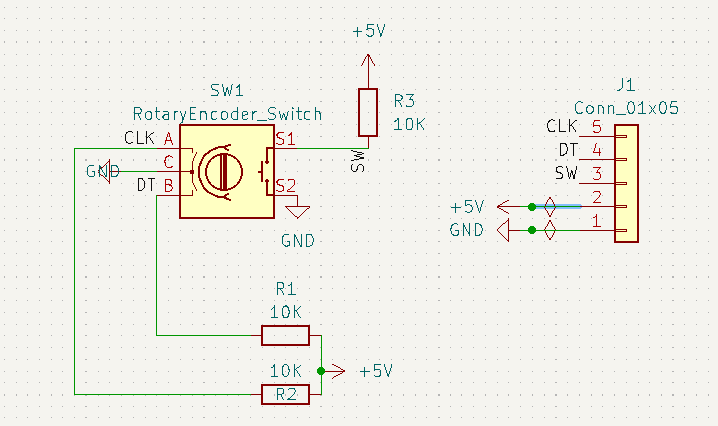 +5V
SW1
RotaryEncoder_Switch
R3
10K
CLK A
S1
GND C
DT B
S2
SW
GND
J1
Conn_01x05
CLK 5
DT 4
SW 3
+5V 2
GND 1
R1
10K
10K
R2
+5V